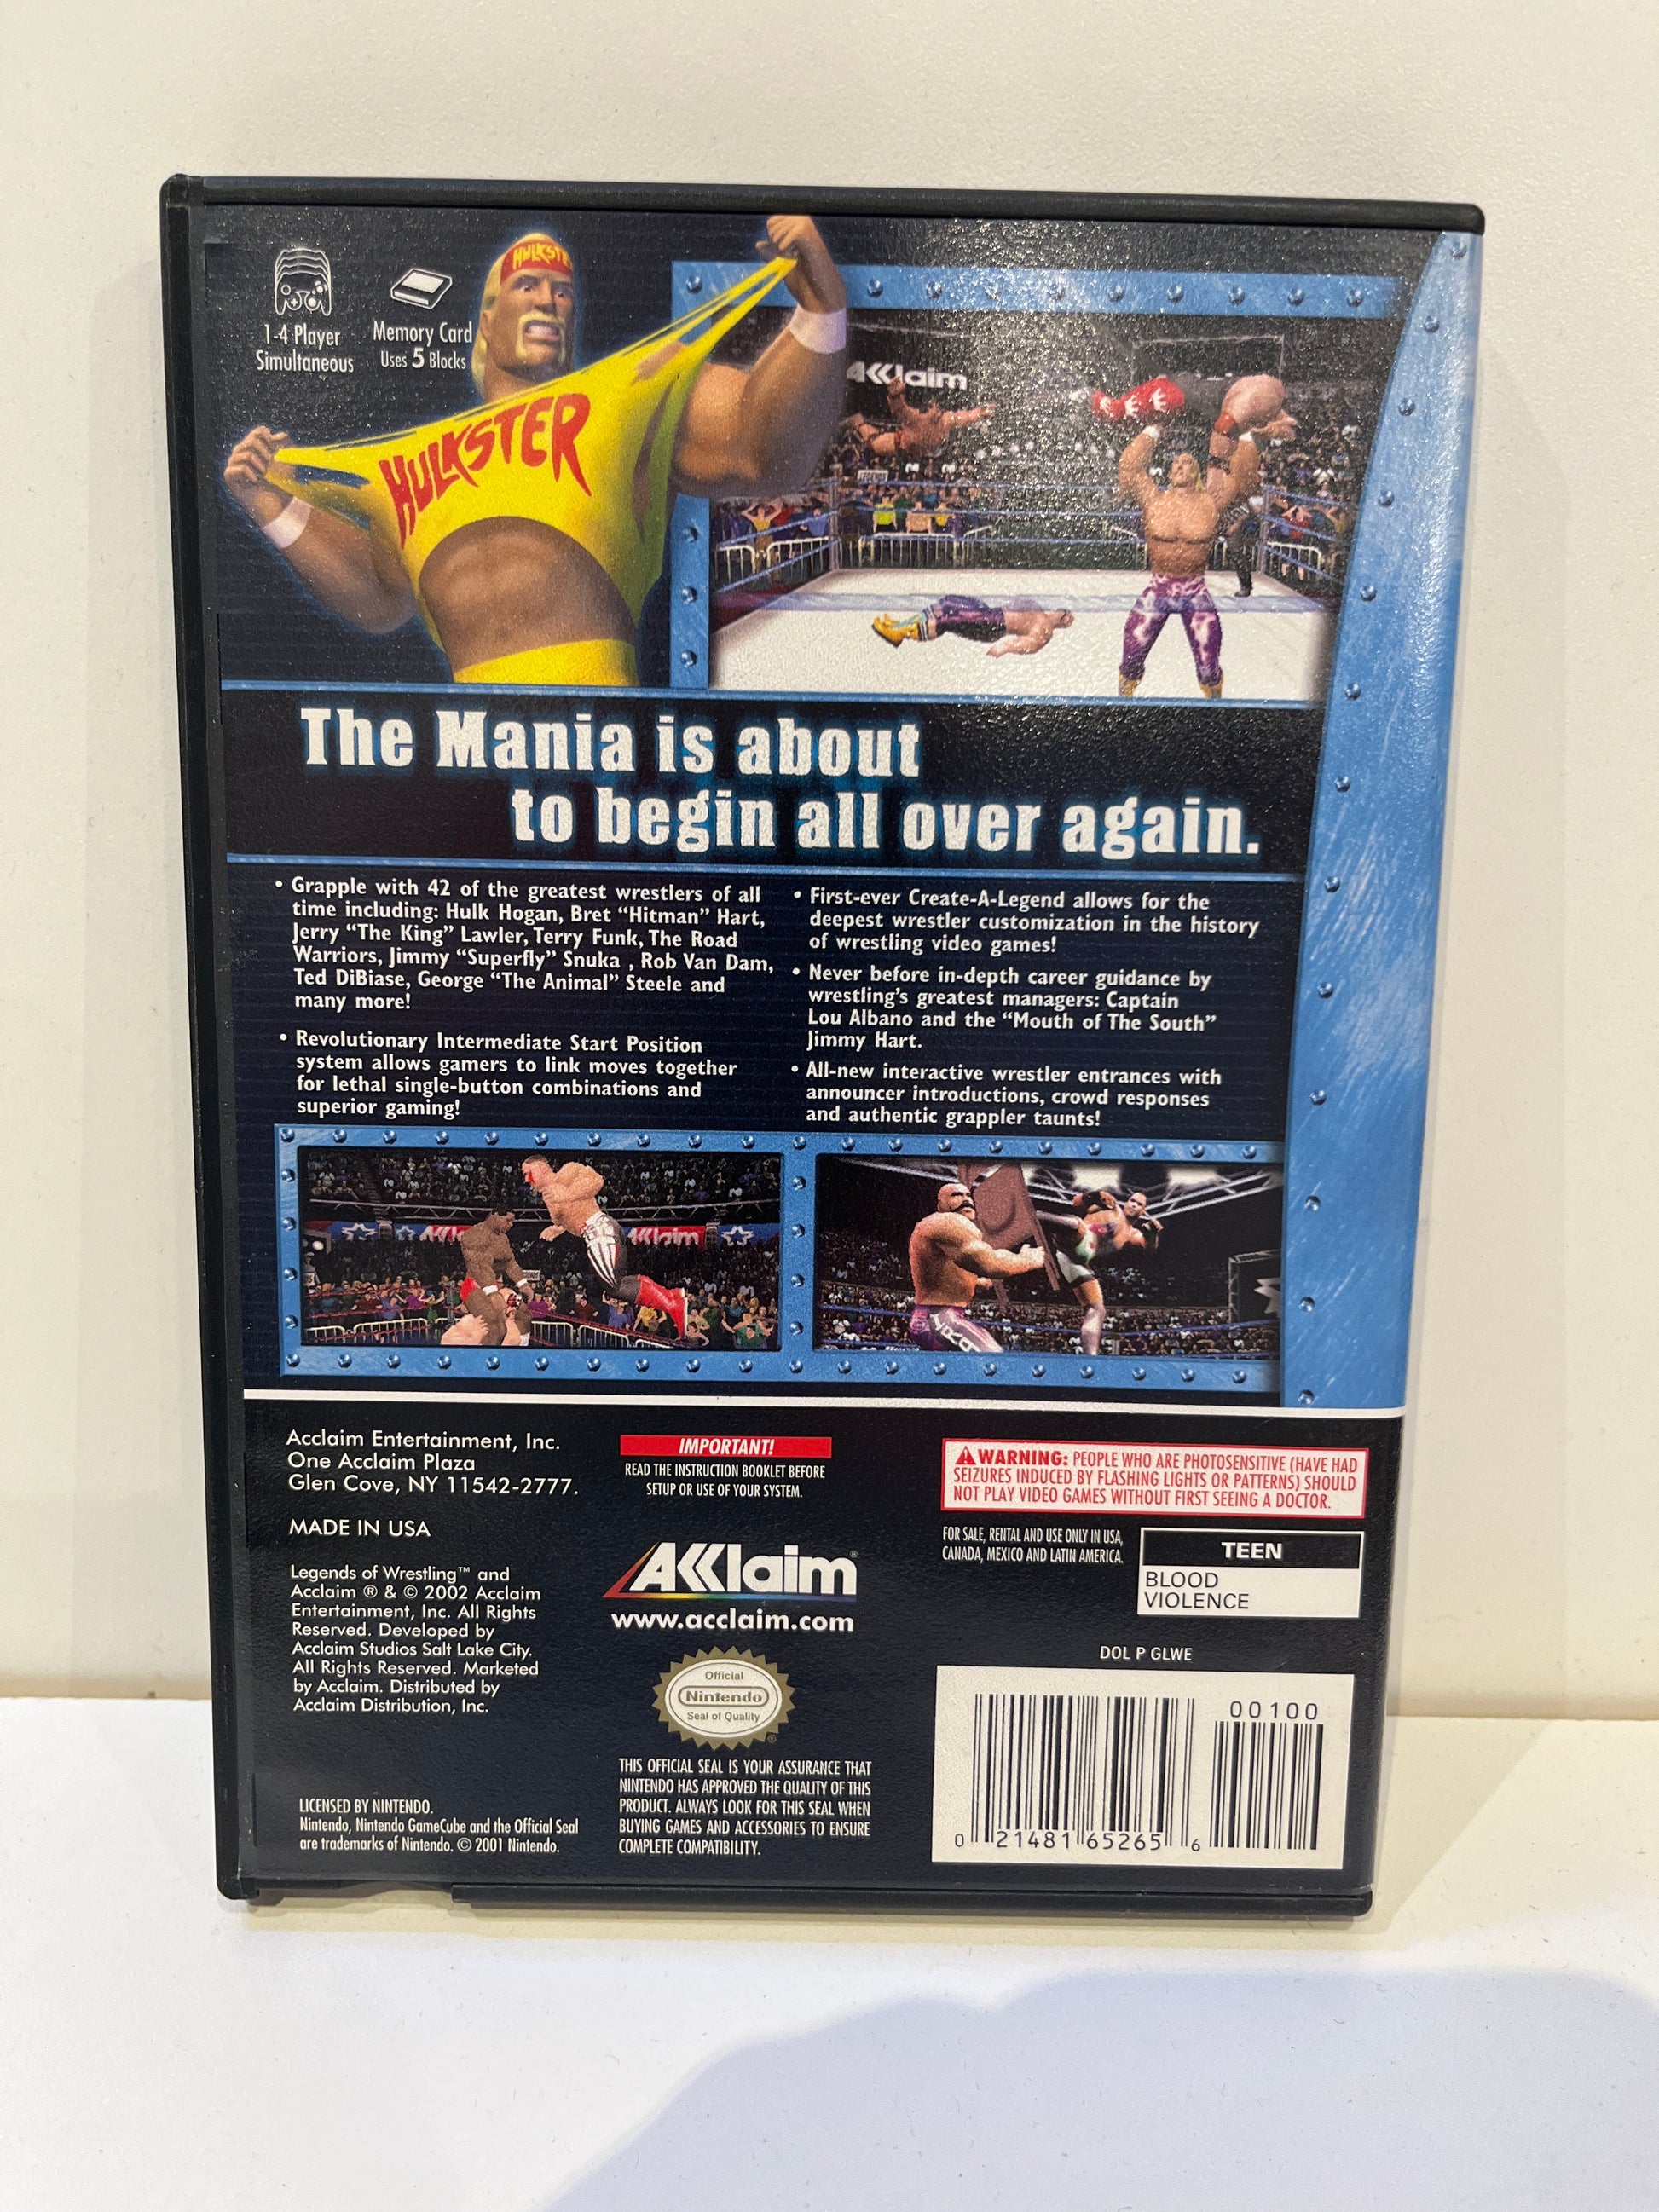 1-4 Player
Simultaneous
Memory Card
Uses 5 Blocks
HULKSTE
HULKSTER
Acclaim
The Mania is about
to begin all over again.
• Grapple with 42 of the greatest wrestlers of all
time including: Hulk Hogan, Bret “Hitman” Hart,
Jerry “The King” Lawler, Terry Funk, The Road
Warriors, Jimmy “Superfly” Snuka , Rob Van Dam,
Ted DiBiase, George “The Animal” Steele and
many more!
• Revolutionary Intermediate Start Position
system allows gamers to link moves together
for lethal single-button combinations and
superior gaming!
• First-ever Create-A-Legend allows for the
deepest wrestler customization in the history
of wrestling video games!
• Never before in-depth career guidance by
wrestling’s greatest managers: Captain
Lou Albano and the “Mouth of The South”
Jimmy Hart.
• All-new interactive wrestler entrances with
announcer introductions, crowd responses
and authentic grappler taunts!
Acclaim
Acclaim Entertainment, Inc.
One Acclaim Plaza
Glen Cove, NY 11542-2777.
MADE IN USA
Legends of Wrestling™ and
Acclaim ® & © 2002 Acclaim
Entertainment, Inc. All Rights
Reserved. Developed by
Acclaim Studios Salt Lake City.
All Rights Reserved. Marketed
by Acclaim. Distributed by
Acclaim Distribution, Inc.
LICENSED BY NINTENDO.
Nintendo, Nintendo GameCube and the Official Seal
are trademarks of Nintendo. © 2001 Nintendo.
IMPORTANT!
READ THE INSTRUCTION BOOKLET BEFORE
SETUP OR USE OF YOUR SYSTEM.
Acclaim®
www.acclaim.com
Official
Nintendo
Seal of Quality
®
THIS OFFICIAL SEAL IS YOUR ASSURANCE THAT
NINTENDO HAS APPROVED THE QUALITY OF THIS
PRODUCT. ALWAYS LOOK FOR THIS SEAL WHEN
BUYING GAMES AND ACCESSORIES TO ENSURE
COMPLETE COMPATIBILITY.
WARNING: PEOPLE WHO ARE PHOTOSENSITIVE (HAVE HAD
SEIZURES INDUCED BY FLASHING LIGHTS OR PATTERNS) SHOULD
NOT PLAY VIDEO GAMES WITHOUT FIRST SEEING A DOCTOR.
FOR SALE, RENTAL AND USE ONLY IN USA,
CANADA, MEXICO AND LATIN AMERICA.
TEEN
BLOOD
VIOLENCE
DOL P GLWE
00100
0 21481 65265 6